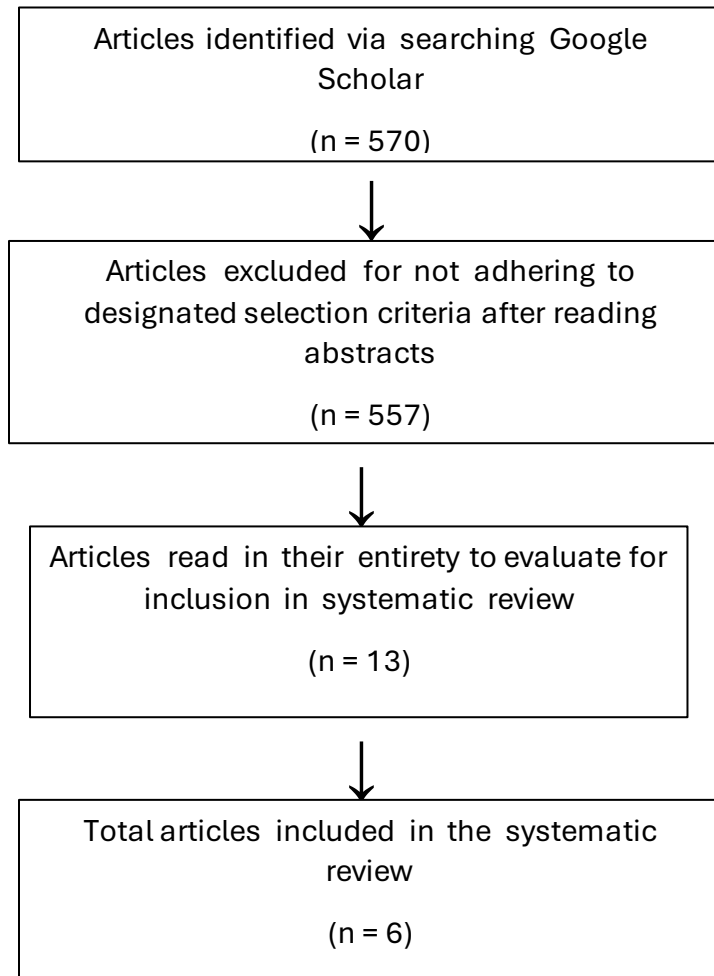 Articles identified via searching Google
Scholar
(n = 570)
Articles excluded for not adhering to
designated selection criteria after reading
abstracts
(n = 557)
Articles read in their entirety to evaluate for
inclusion in systematic review
(n = 13)
Total articles included in the systematic
review
(n = 6)